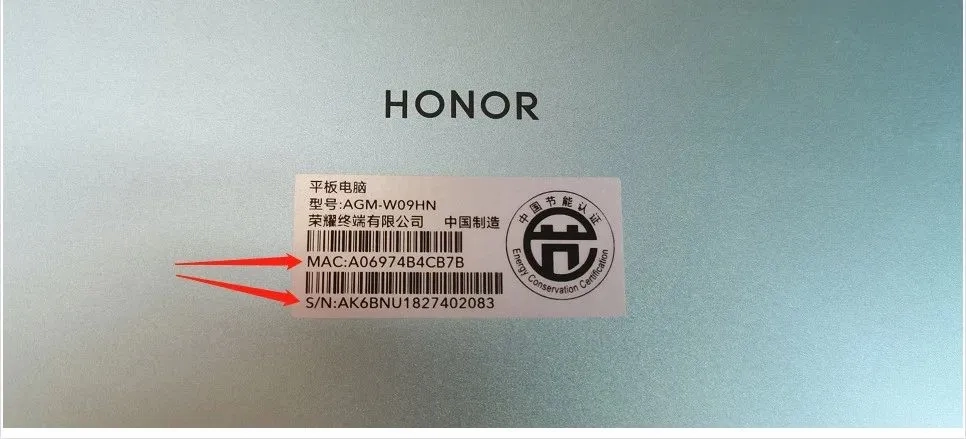 HONOR
平板电脑
型号:AGM-W09HN
荣耀终端有限公司 中国制造
MAC:A06974B4CB7B
S/N:AK6BNU1827402083
中国节能认证
Energy Conservation Certification